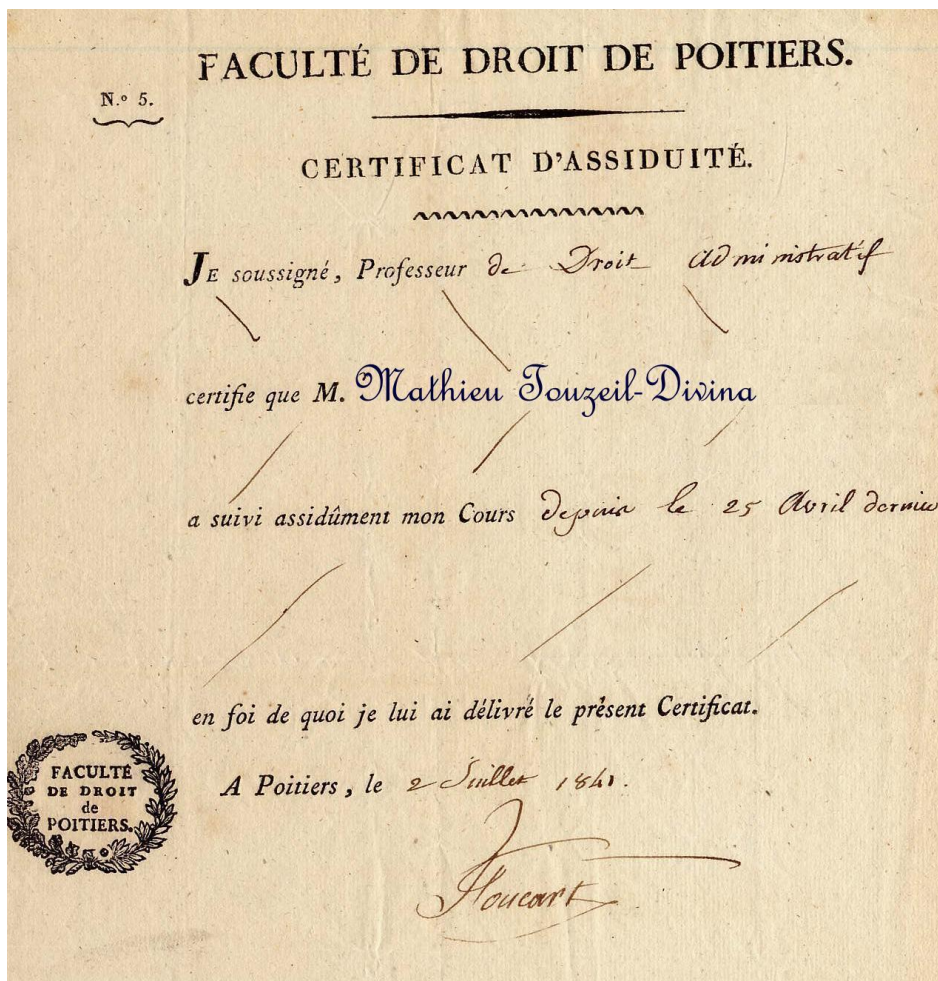 FACULTÉ DE DROIT DE POITIERS.
N.º 5.
CERTIFICAT D'ASSIDUITÉ.
JE soussigné, Professeur de Droit Administratif
certifie que M. Mathieu Touzeil-Divina
a suivi assidûment mon Cours depuis le 25 Avril dernier
en foi de quoi je lui ai délivré le présent Certificat.
A Poitiers, le 2 Juillet 1841.
FACULTÉ
DE DROIT
de
POITIERS.
Foucart